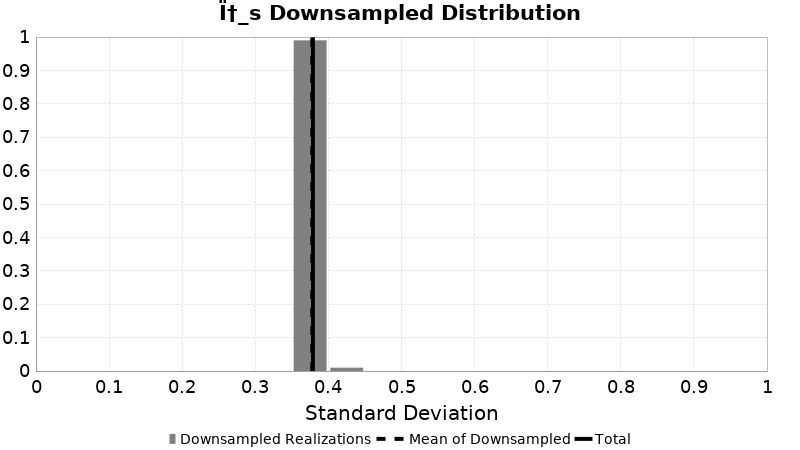 Ï†_s Downsampled Distribution
1
0.9
0.8
0.7
0.6
0.5
0.4
0.3
0.2
0.1
0
0 0.1 0.2 0.3 0.4 0.5 0.6 0.7 0.8 0.9 1
Standard Deviation
Downsampled Realizations Mean of Downsampled Total